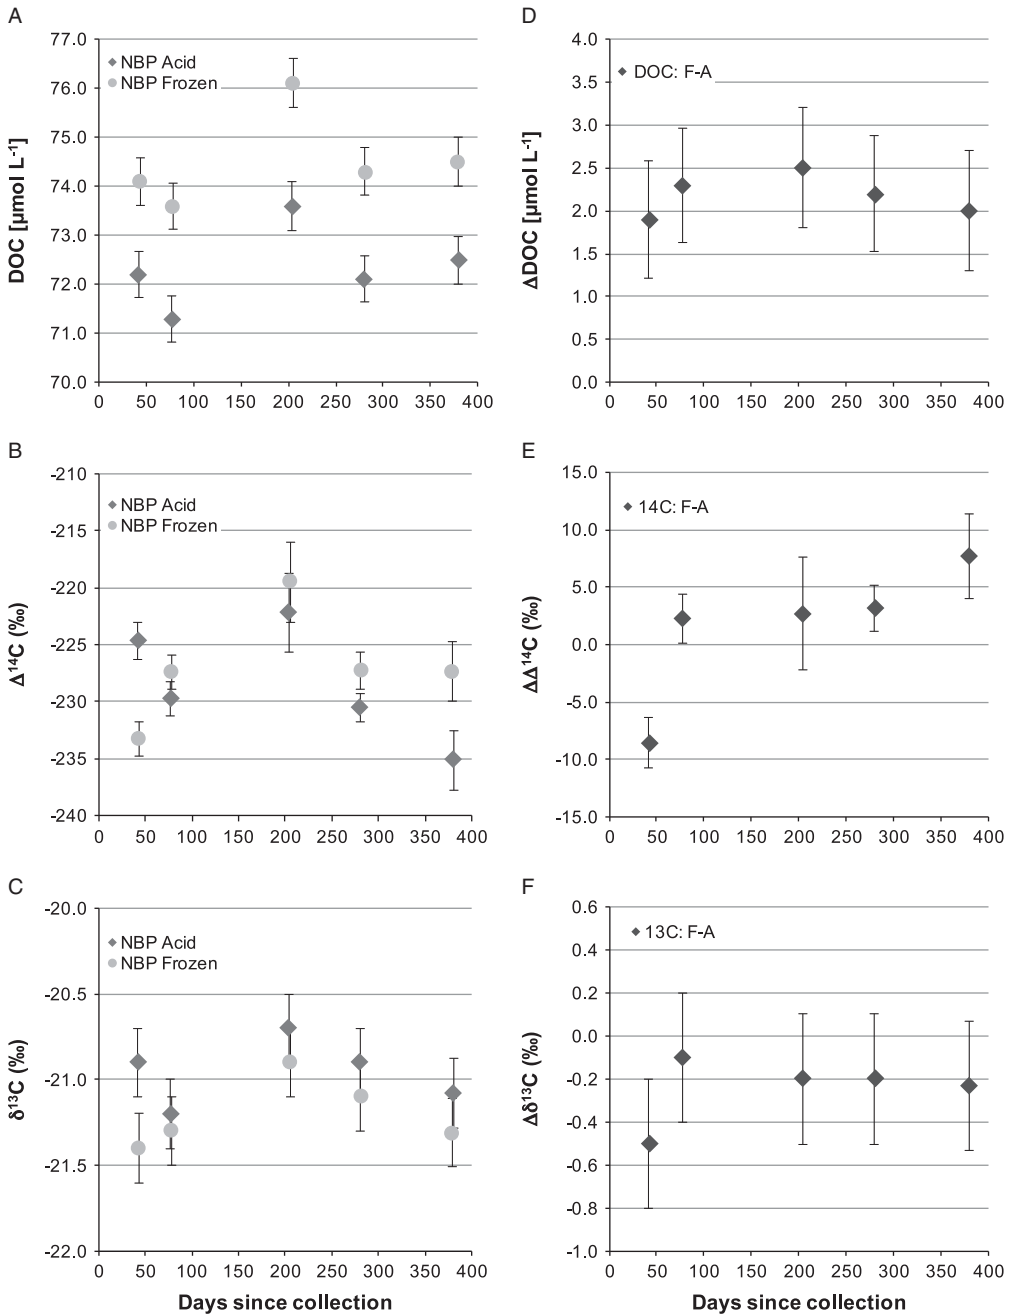 A
DOC [µmol L⁻¹]
77.0
76.0
75.0
74.0
73.0
72.0
71.0
70.0
NBP Acid
NBP Frozen
0 50 100 150 200 250 300 350 400
D
ΔDOC [µmol L⁻¹]
4.0
3.5
3.0
2.5
2.0
1.5
1.0
0.5
0.0
DOC: F-A
0 50 100 150 200 250 300 350 400
B
Δ¹⁴C (‰)
-210
-215
-220
-225
-230
-235
-240
NBP Acid
NBP Frozen
0 50 100 150 200 250 300 350 400
E
ΔΔ¹⁴C (‰)
15.0
10.0
5.0
0.0
-5.0
-10.0
-15.0
14C: F-A
0 50 100 150 200 250 300 350 400
C
δ¹³C (‰)
-20.0
-20.5
-21.0
-21.5
-22.0
NBP Acid
NBP Frozen
0 50 100 150 200 250 300 350 400
Days since collection
F
Δδ¹³C (‰)
0.6
0.4
0.2
0.0
-0.2
-0.4
-0.6
-0.8
-1.0
13C: F-A
0 50 100 150 200 250 300 350 400
Days since collection